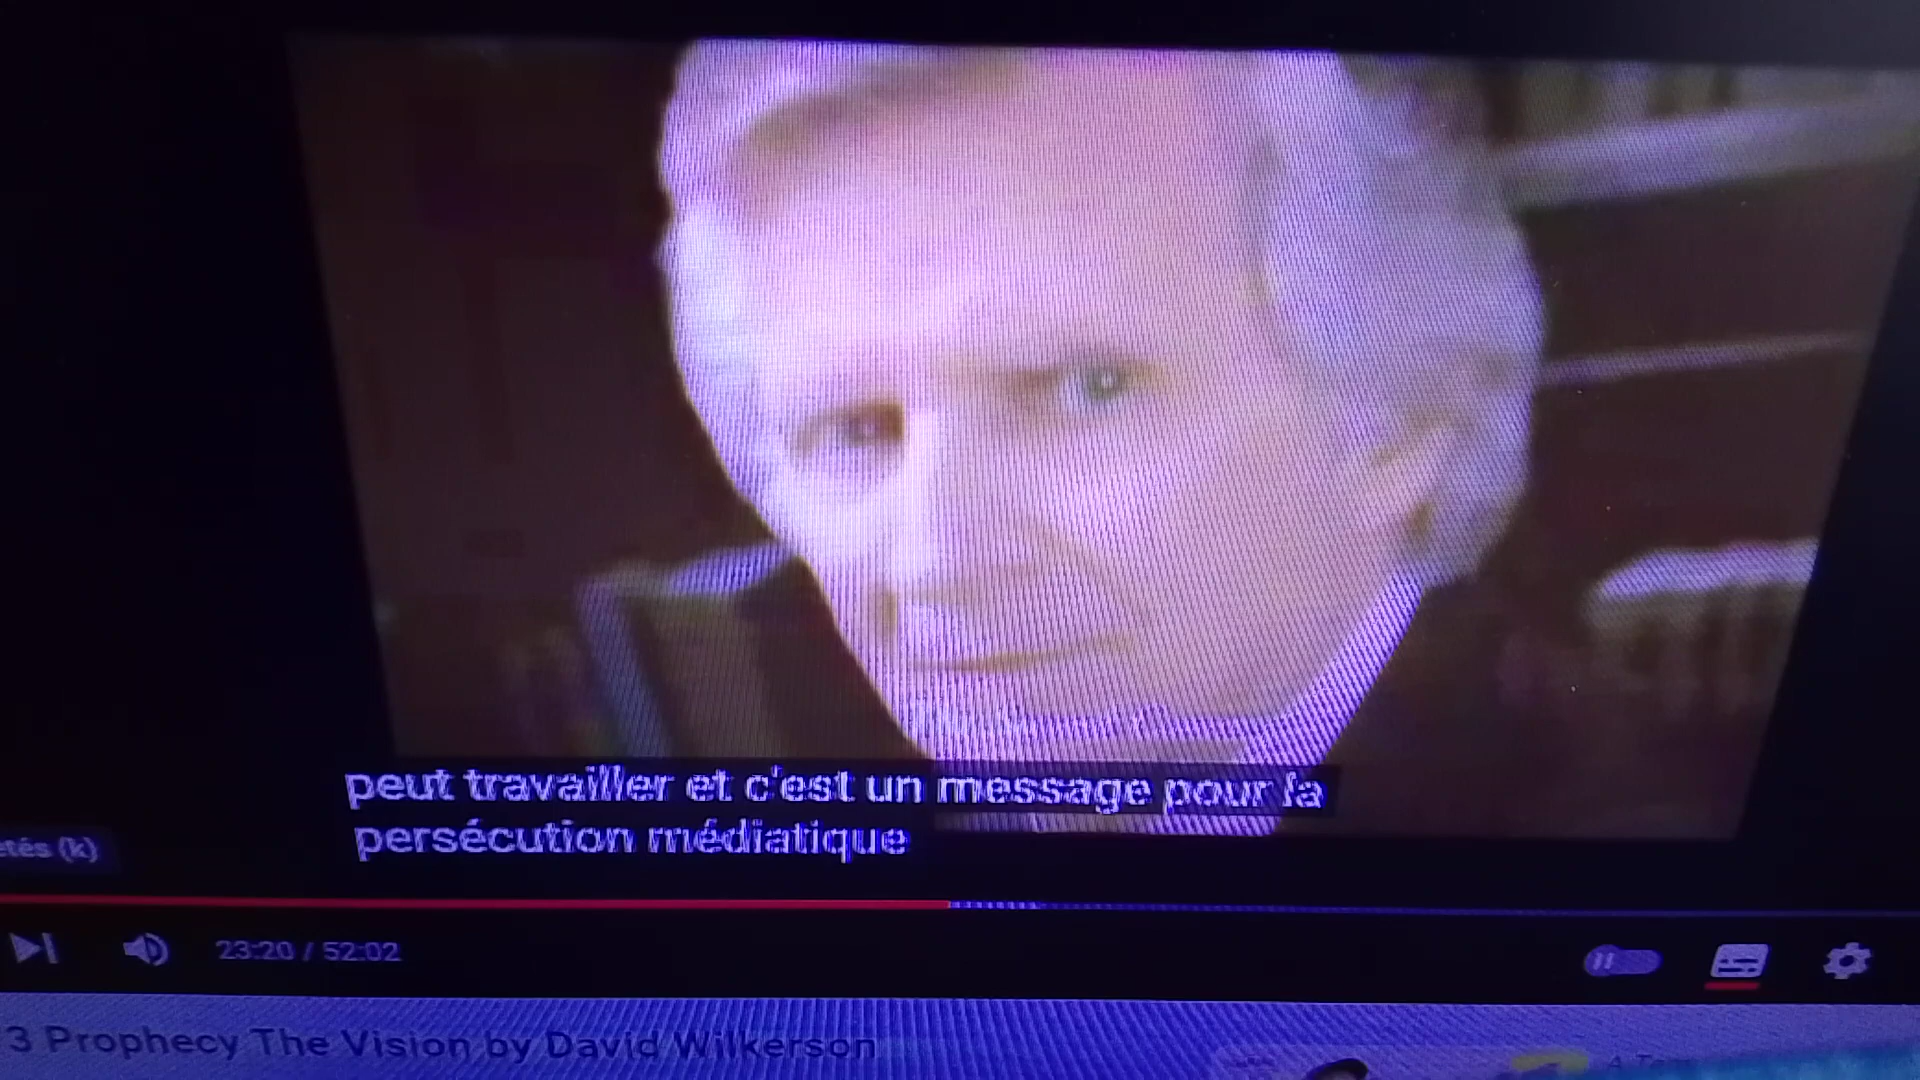 peut travailler et c'est un message pour la
persécution médiatique
etés (k)
23:20 / 52:02
3 Prophecy The Vision by David Wilkerson